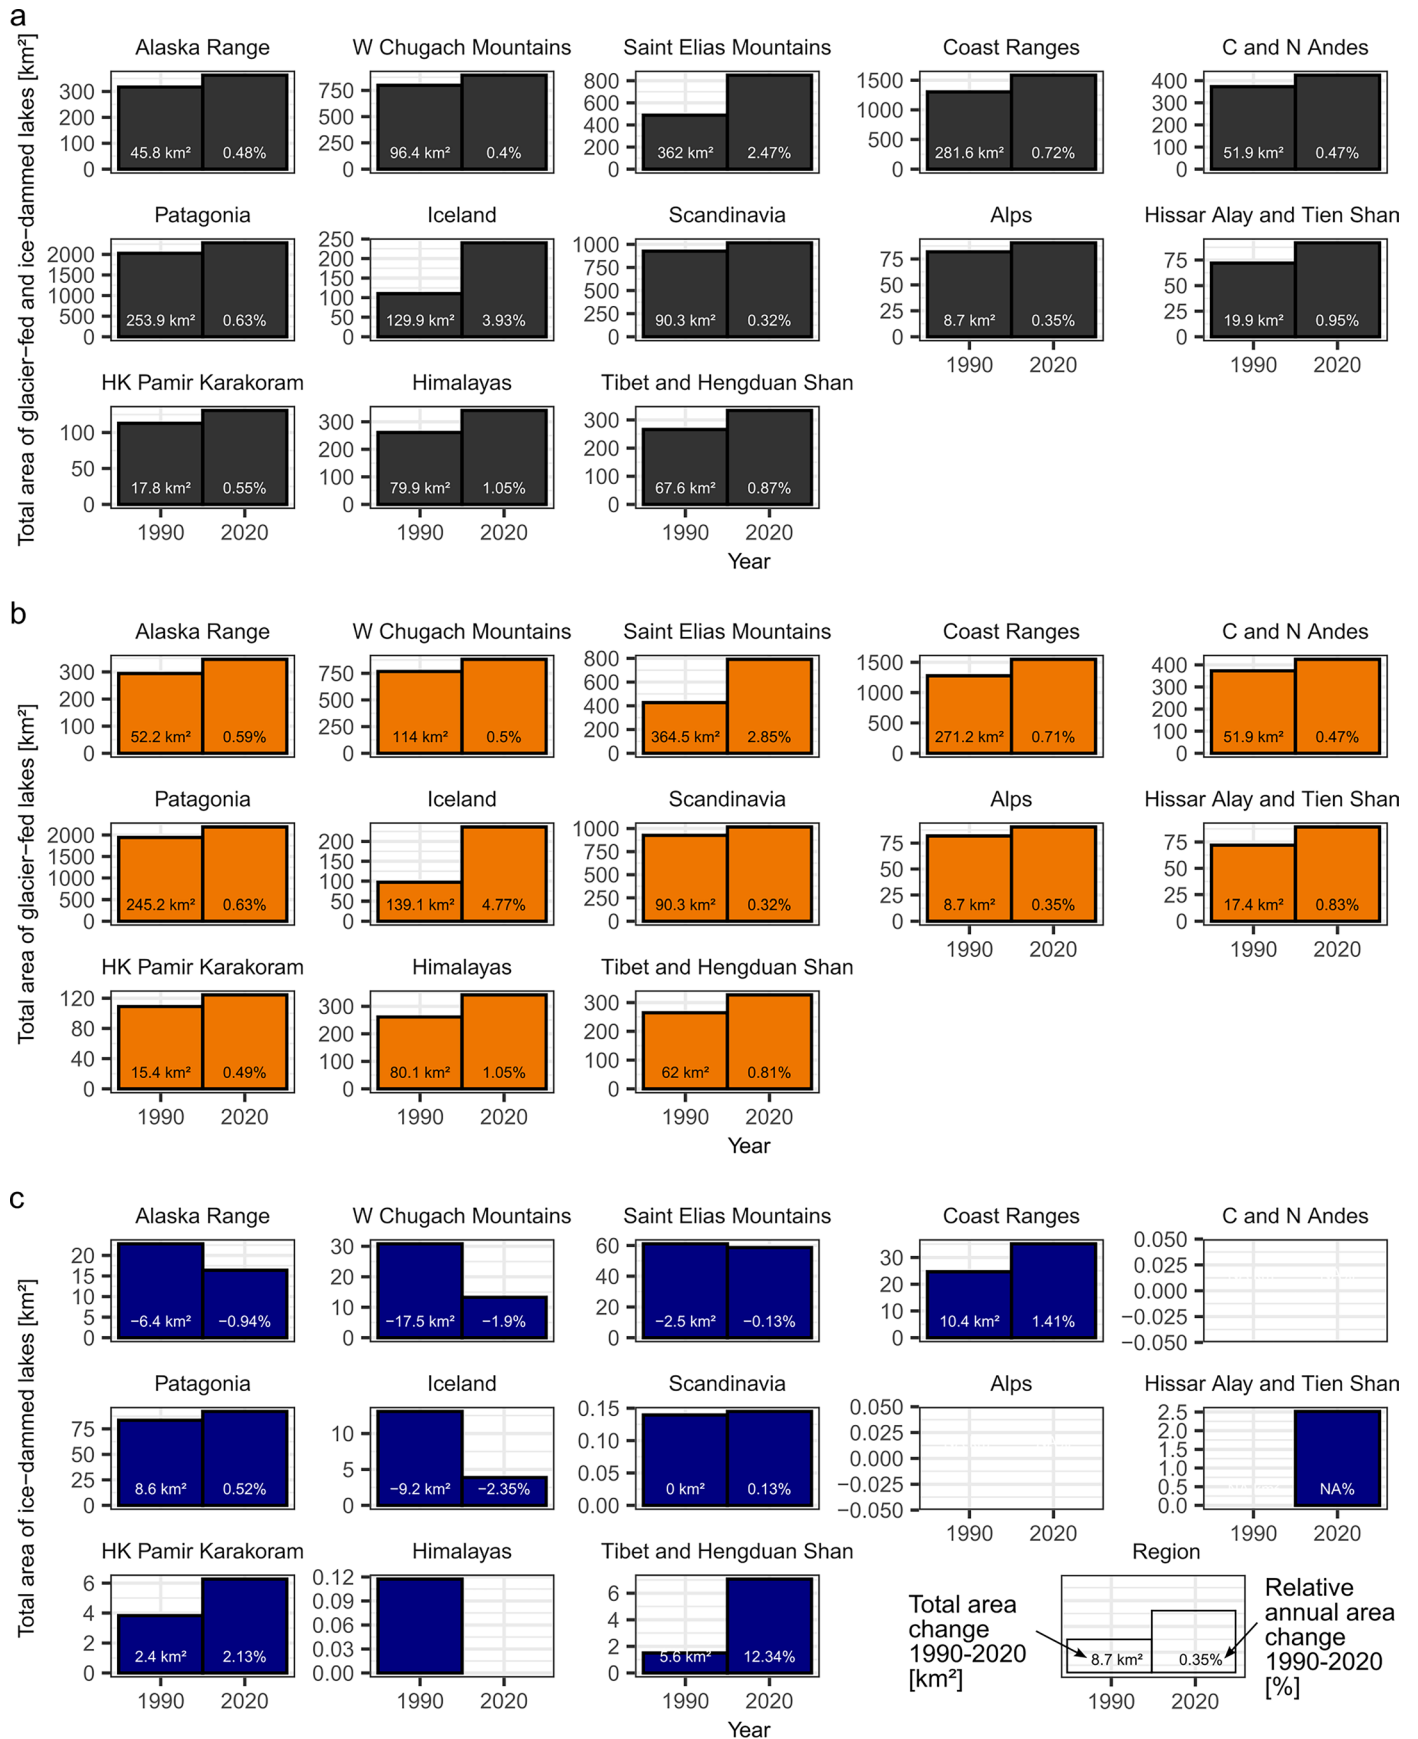 a
Total area of glacier−fed and ice−dammed lakes [km²]
Alaska Range
W Chugach Mountains
Saint Elias Mountains
Coast Ranges
C and N Andes
300
200
100
0
45.8 km²
0.48%
750
500
250
0
96.4 km²
0.4%
800
600
400
200
0
362 km²
2.47%
1500
1000
500
0
281.6 km²
0.72%
400
300
200
100
0
51.9 km²
0.47%
Patagonia
Iceland
Scandinavia
Alps
Hissar Alay and Tien Shan
2000
1500
1000
500
0
253.9 km²
0.63%
250
200
150
100
50
0
129.9 km²
3.93%
1000
750
500
250
0
90.3 km²
0.32%
75
50
25
0
8.7 km²
0.35%
1990
2020
75
50
25
0
19.9 km²
0.95%
1990
2020
HK Pamir Karakoram
Himalayas
Tibet and Hengduan Shan
100
50
0
17.8 km²
0.55%
1990
2020
300
200
100
0
79.9 km²
1.05%
1990
2020
300
200
100
0
67.6 km²
0.87%
1990
2020
Year
b
Total area of glacier−fed lakes [km²]
Alaska Range
W Chugach Mountains
Saint Elias Mountains
Coast Ranges
C and N Andes
300
200
100
0
52.2 km²
0.59%
750
500
250
0
114 km²
0.5%
800
600
400
200
0
364.5 km²
2.85%
1500
1000
500
0
271.2 km²
0.71%
400
300
200
100
0
51.9 km²
0.47%
Patagonia
Iceland
Scandinavia
Alps
Hissar Alay and Tien Shan
2000
1500
1000
500
0
245.2 km²
0.63%
200
150
100
50
0
139.1 km²
4.77%
1000
750
500
250
0
90.3 km²
0.32%
75
50
25
0
8.7 km²
0.35%
1990
2020
75
50
25
0
17.4 km²
0.83%
1990
2020
HK Pamir Karakoram
Himalayas
Tibet and Hengduan Shan
120
80
40
0
15.4 km²
0.49%
1990
2020
300
200
100
0
80.1 km²
1.05%
1990
2020
300
200
100
0
62 km²
0.81%
1990
2020
Year
c
Total area of ice−dammed lakes [km²]
Alaska Range
W Chugach Mountains
Saint Elias Mountains
Coast Ranges
C and N Andes
20
15
10
5
0
−6.4 km²
−0.94%
30
20
10
0
−17.5 km²
−1.9%
60
40
20
0
−2.5 km²
−0.13%
30
20
10
0
10.4 km²
1.41%
0.050
0.025
0.000
−0.025
−0.050
Patagonia
Iceland
Scandinavia
Alps
Hissar Alay and Tien Shan
75
50
25
0
8.6 km²
0.52%
10
5
0
−9.2 km²
−2.35%
0.15
0.10
0.05
0.00
0 km²
0.13%
0.050
0.025
0.000
−0.025
−0.050
1990
2020
2.5
2.0
1.5
1.0
0.5
0.0
NA%
1990
2020
HK Pamir Karakoram
Himalayas
Tibet and Hengduan Shan
6
4
2
0
2.4 km²
2.13%
1990
2020
0.12
0.09
0.06
0.03
0.00
1990
2020
6
4
2
0
5.6 km²
12.34%
1990
2020
Year
Region
Total area
change
1990-2020
[km²]
8.7 km²
0.35%
1990
2020
Relative
annual area
change
1990-2020
[%]